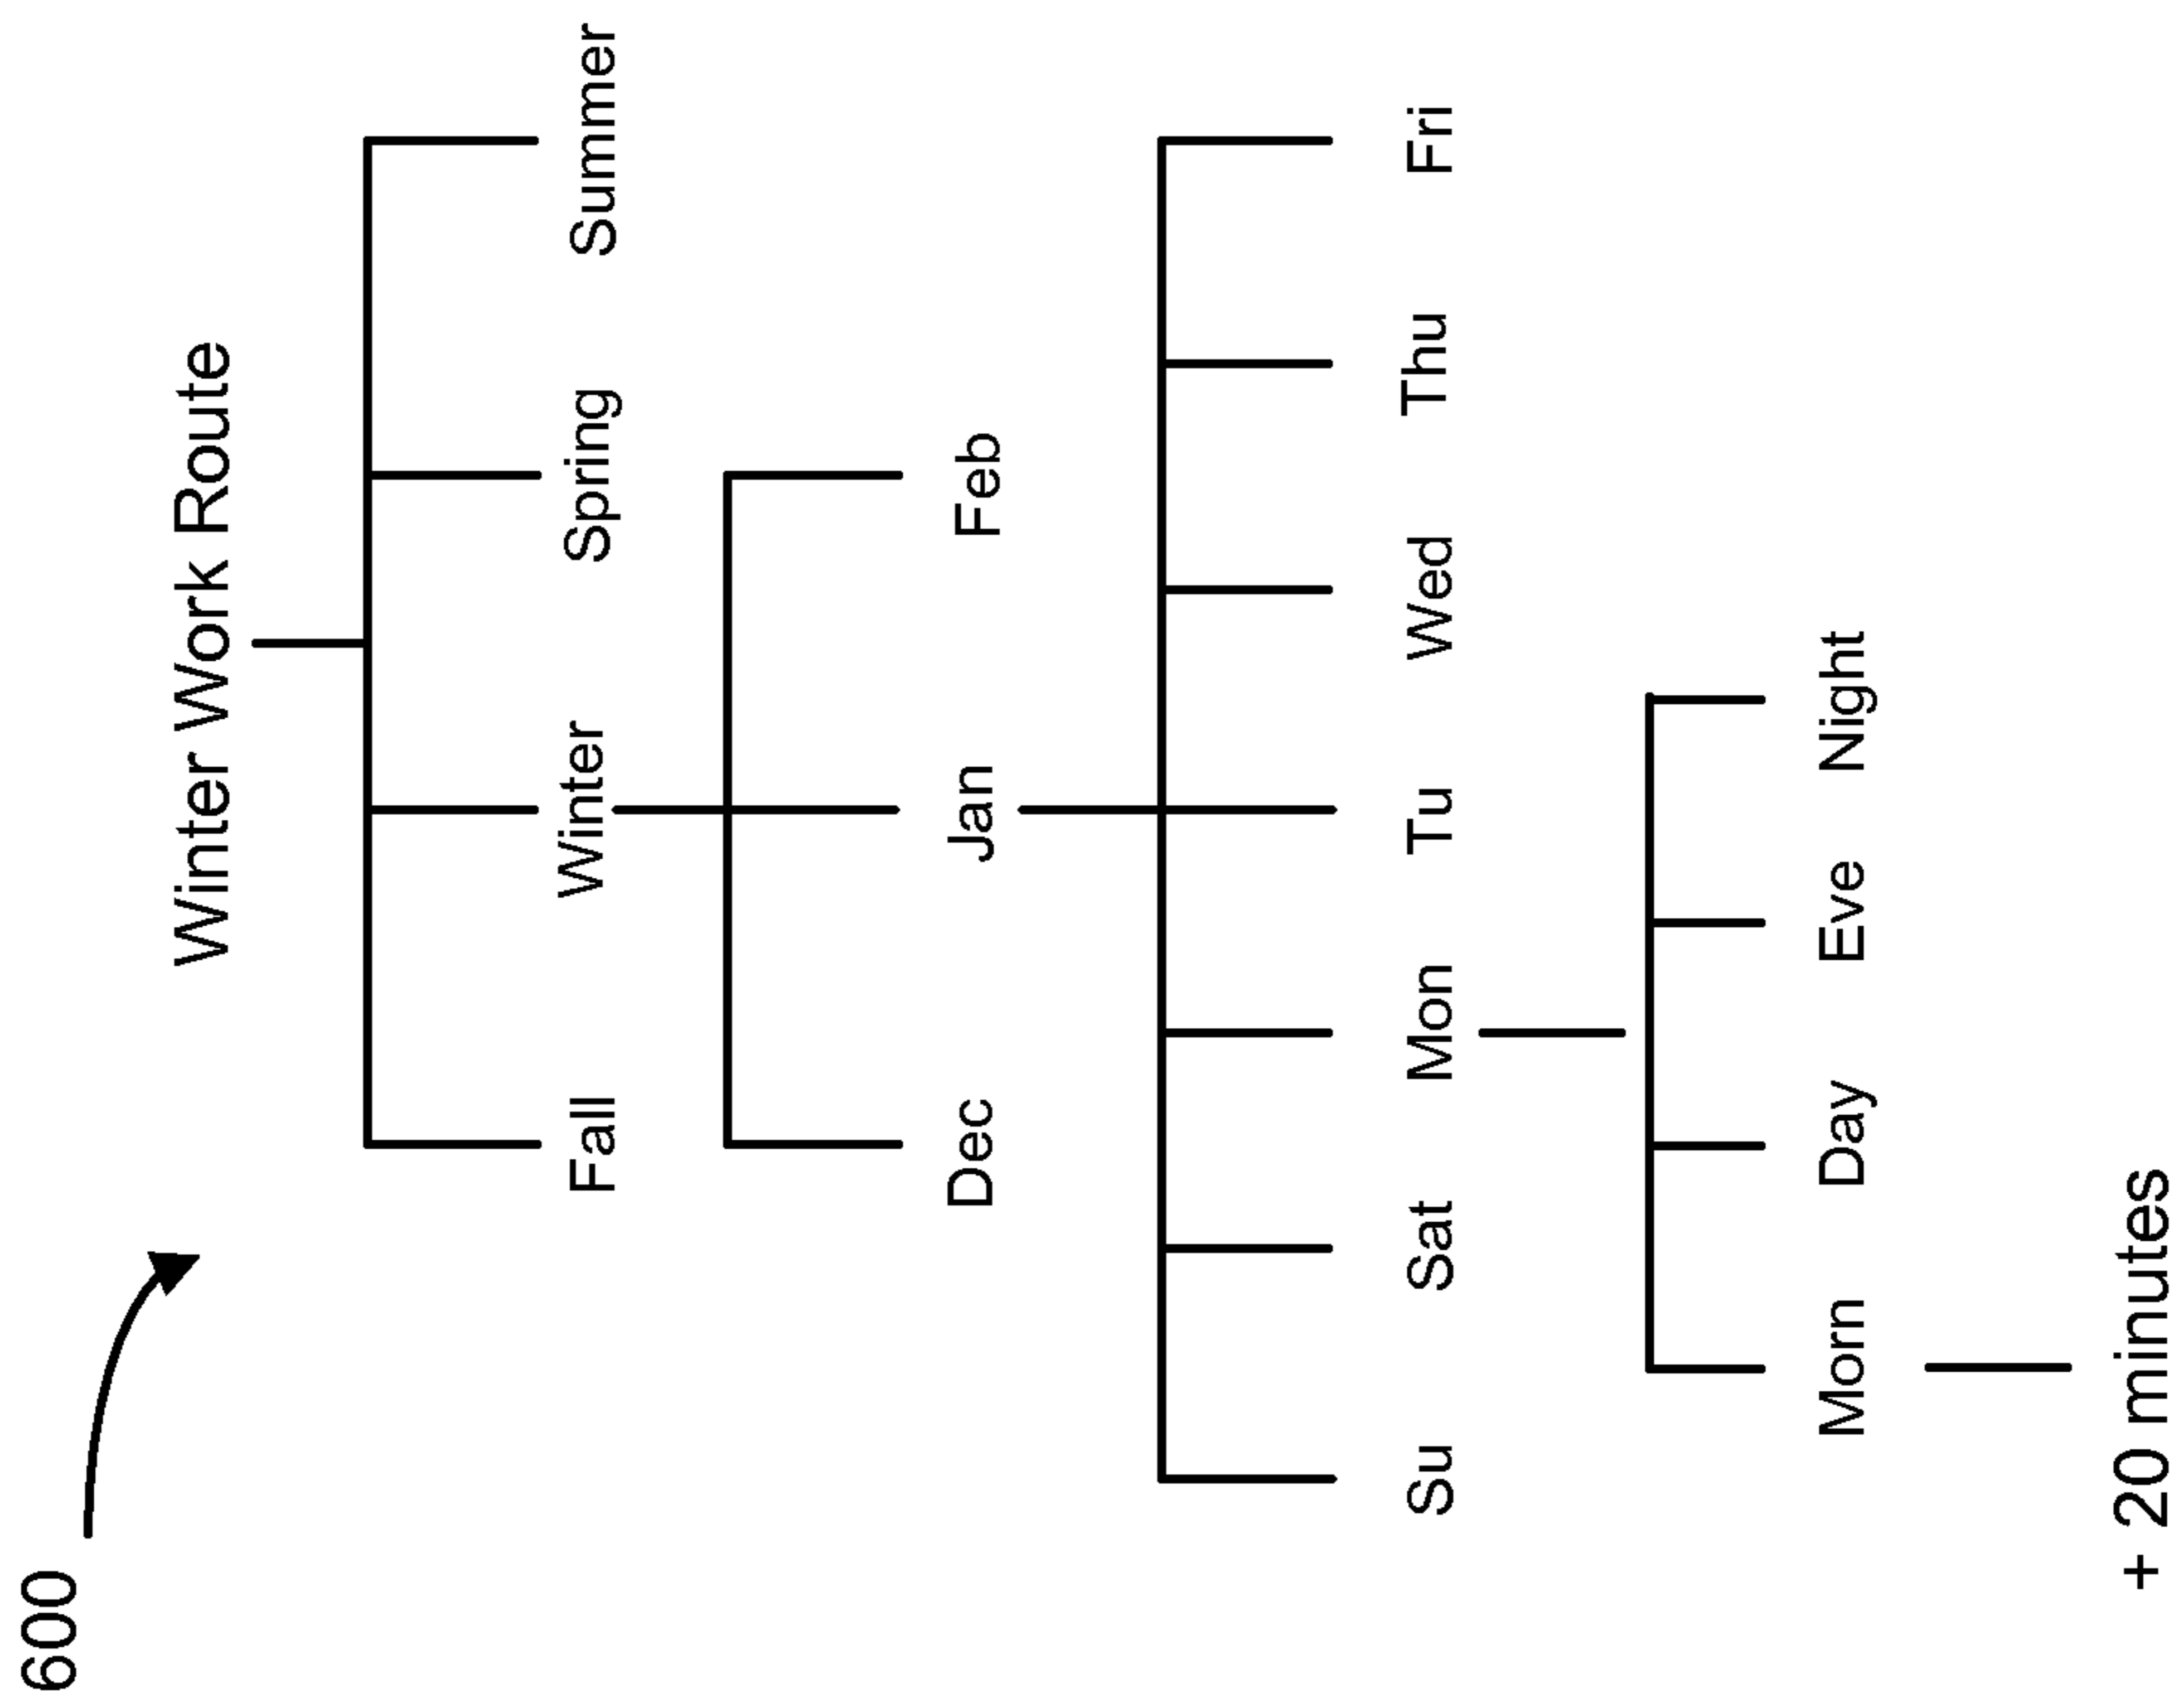 600
Winter Work Route
Fall Winter Spring Summer
Dec Jan Feb
Su Sat Mon Tu Wed Thu Fri
Morn Day Eve Night
+ 20 minutes